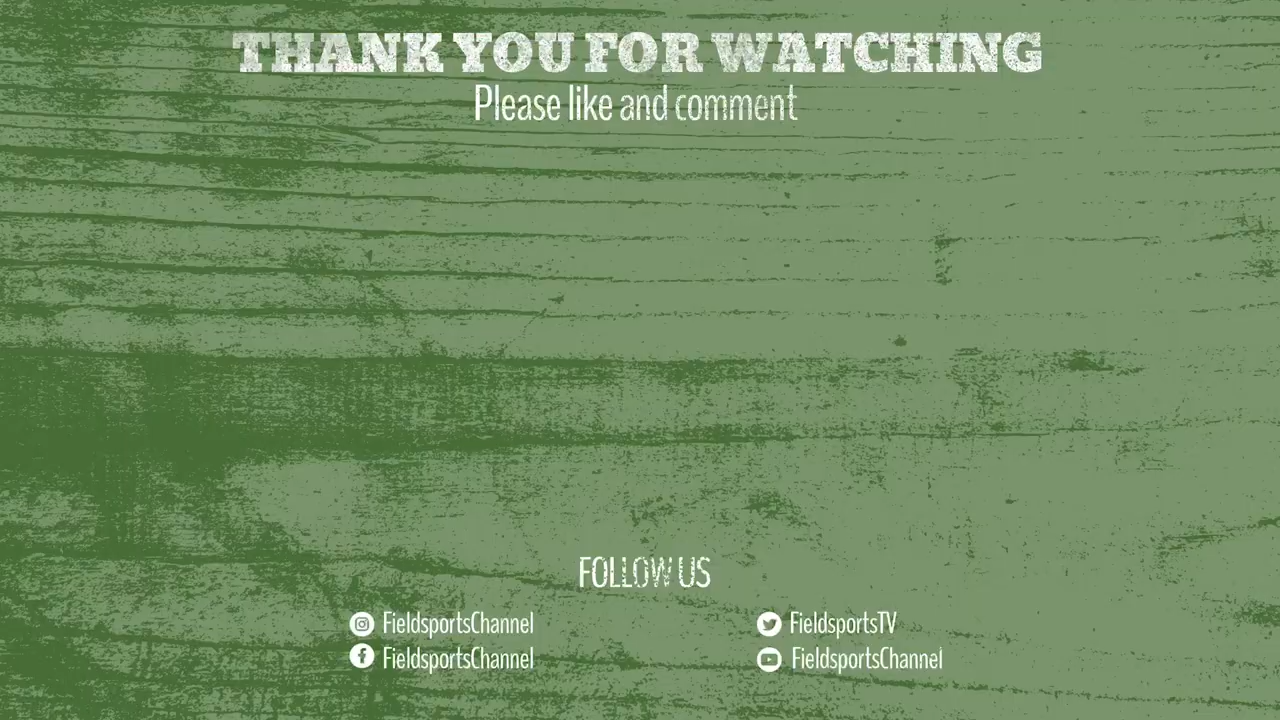 THANK YOU FOR WATCHING
Please like and comment
FOLLOW US
FieldsportsChannel
FieldsportsTV
FieldsportsChannel
FieldsportsChannel